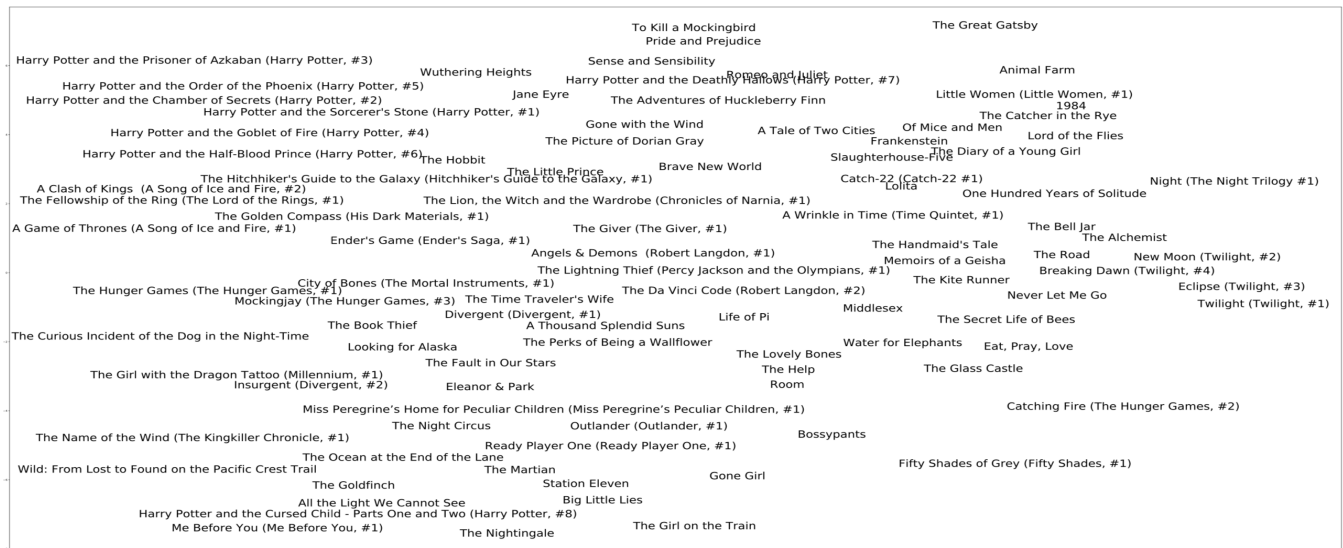 The Great Gatsby
To Kill a Mockingbird
Pride and Prejudice
Harry Potter and the Prisoner of Azkaban (Harry Potter, #3)
Sense and Sensibility
Wuthering Heights
Animal Farm
Romeo and Juliet
Harry Potter and the Deathly Hallows (Harry Potter, #7)
Harry Potter and the Order of the Phoenix (Harry Potter, #5)
Jane Eyre
Little Women (Little Women, #1)
Harry Potter and the Chamber of Secrets (Harry Potter, #2)
The Adventures of Huckleberry Finn
1984
Harry Potter and the Sorcerer's Stone (Harry Potter, #1)
The Catcher in the Rye
Gone with the Wind
Of Mice and Men
A Tale of Two Cities
Harry Potter and the Goblet of Fire (Harry Potter, #4)
Lord of the Flies
The Picture of Dorian Gray
Frankenstein
The Diary of a Young Girl
Harry Potter and the Half-Blood Prince (Harry Potter, #6)
Slaughterhouse-Five
The Hobbit
Brave New World
The Little Prince
The Hitchhiker's Guide to the Galaxy (Hitchhiker's Guide to the Galaxy, #1)
Catch-22 (Catch-22 #1)
Night (The Night Trilogy #1)
Lolita
A Clash of Kings (A Song of Ice and Fire, #2)
One Hundred Years of Solitude
The Fellowship of the Ring (The Lord of the Rings, #1)
The Lion, the Witch and the Wardrobe (Chronicles of Narnia, #1)
The Golden Compass (His Dark Materials, #1)
A Wrinkle in Time (Time Quintet, #1)
A Game of Thrones (A Song of Ice and Fire, #1)
The Giver (The Giver, #1)
The Bell Jar
The Alchemist
Ender's Game (Ender's Saga, #1)
The Handmaid's Tale
Angels & Demons (Robert Langdon, #1)
The Road
New Moon (Twilight, #2)
Memoirs of a Geisha
The Lightning Thief (Percy Jackson and the Olympians, #1)
Breaking Dawn (Twilight, #4)
The Kite Runner
City of Bones (The Mortal Instruments, #1)
Eclipse (Twilight, #3)
The Hunger Games (The Hunger Games, #1)
The Da Vinci Code (Robert Langdon, #2)
Never Let Me Go
Mockingjay (The Hunger Games, #3)
The Time Traveler's Wife
Twilight (Twilight, #1)
Middlesex
Divergent (Divergent, #1)
Life of Pi
The Secret Life of Bees
The Book Thief
A Thousand Splendid Suns
The Curious Incident of the Dog in the Night-Time
The Perks of Being a Wallflower
Water for Elephants
Looking for Alaska
Eat, Pray, Love
The Lovely Bones
The Fault in Our Stars
The Help
The Glass Castle
The Girl with the Dragon Tattoo (Millennium, #1)
Insurgent (Divergent, #2)
Eleanor & Park
Room
Miss Peregrine’s Home for Peculiar Children (Miss Peregrine’s Peculiar Children, #1)
Catching Fire (The Hunger Games, #2)
The Night Circus
Outlander (Outlander, #1)
Bossypants
The Name of the Wind (The Kingkiller Chronicle, #1)
Ready Player One (Ready Player One, #1)
The Ocean at the End of the Lane
Fifty Shades of Grey (Fifty Shades, #1)
Wild: From Lost to Found on the Pacific Crest Trail
The Martian
Gone Girl
The Goldfinch
Station Eleven
All the Light We Cannot See
Big Little Lies
Harry Potter and the Cursed Child - Parts One and Two (Harry Potter, #8)
Me Before You (Me Before You, #1)
The Girl on the Train
The Nightingale